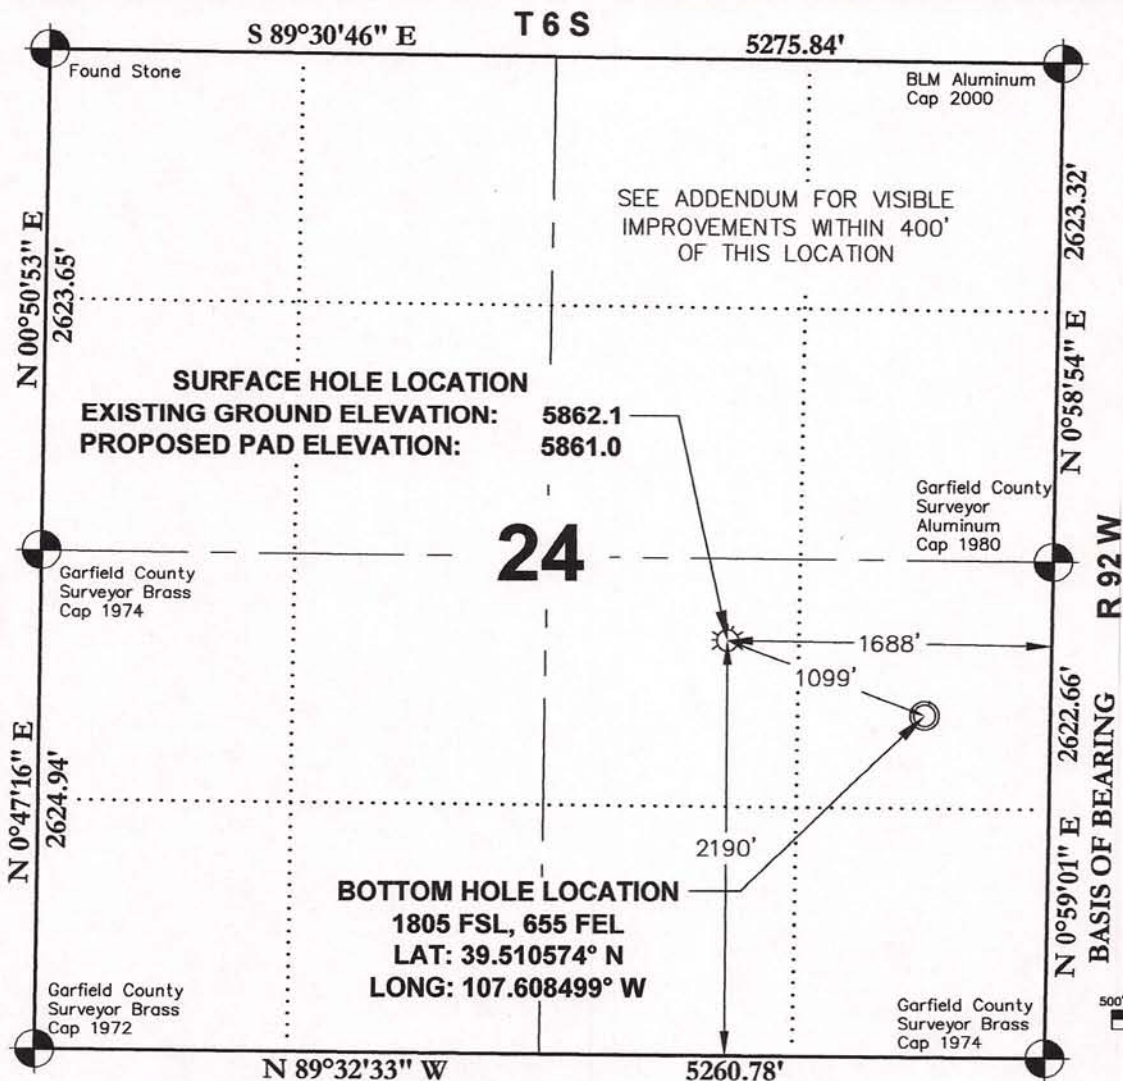 T 6 S
S 89°30'46" E
5275.84'
Found Stone
BLM Aluminum
Cap 2000
SEE ADDENDUM FOR VISIBLE
IMPROVEMENTS WITHIN 400'
OF THIS LOCATION
N 00°50'53" E
2623.65'
2623.32'
N 0°58'54" E
SURFACE HOLE LOCATION
EXISTING GROUND ELEVATION: 5862.1
PROPOSED PAD ELEVATION: 5861.0
Garfield County
Surveyor
Aluminum
Cap 1980
24
R 92 W
Garfield County
Surveyor Brass
Cap 1974
1688'
1099'
2622.66'
N 0°59'01" E
BASIS OF BEARING
N 0°47'16" E
2624.94'
2190'
BOTTOM HOLE LOCATION
1805 FSL, 655 FEL
LAT: 39.510574° N
LONG: 107.608499° W
Garfield County
Surveyor Brass
Cap 1972
Garfield County
Surveyor Brass
Cap 1974
500'
N 89°32'33" W
5260.78'